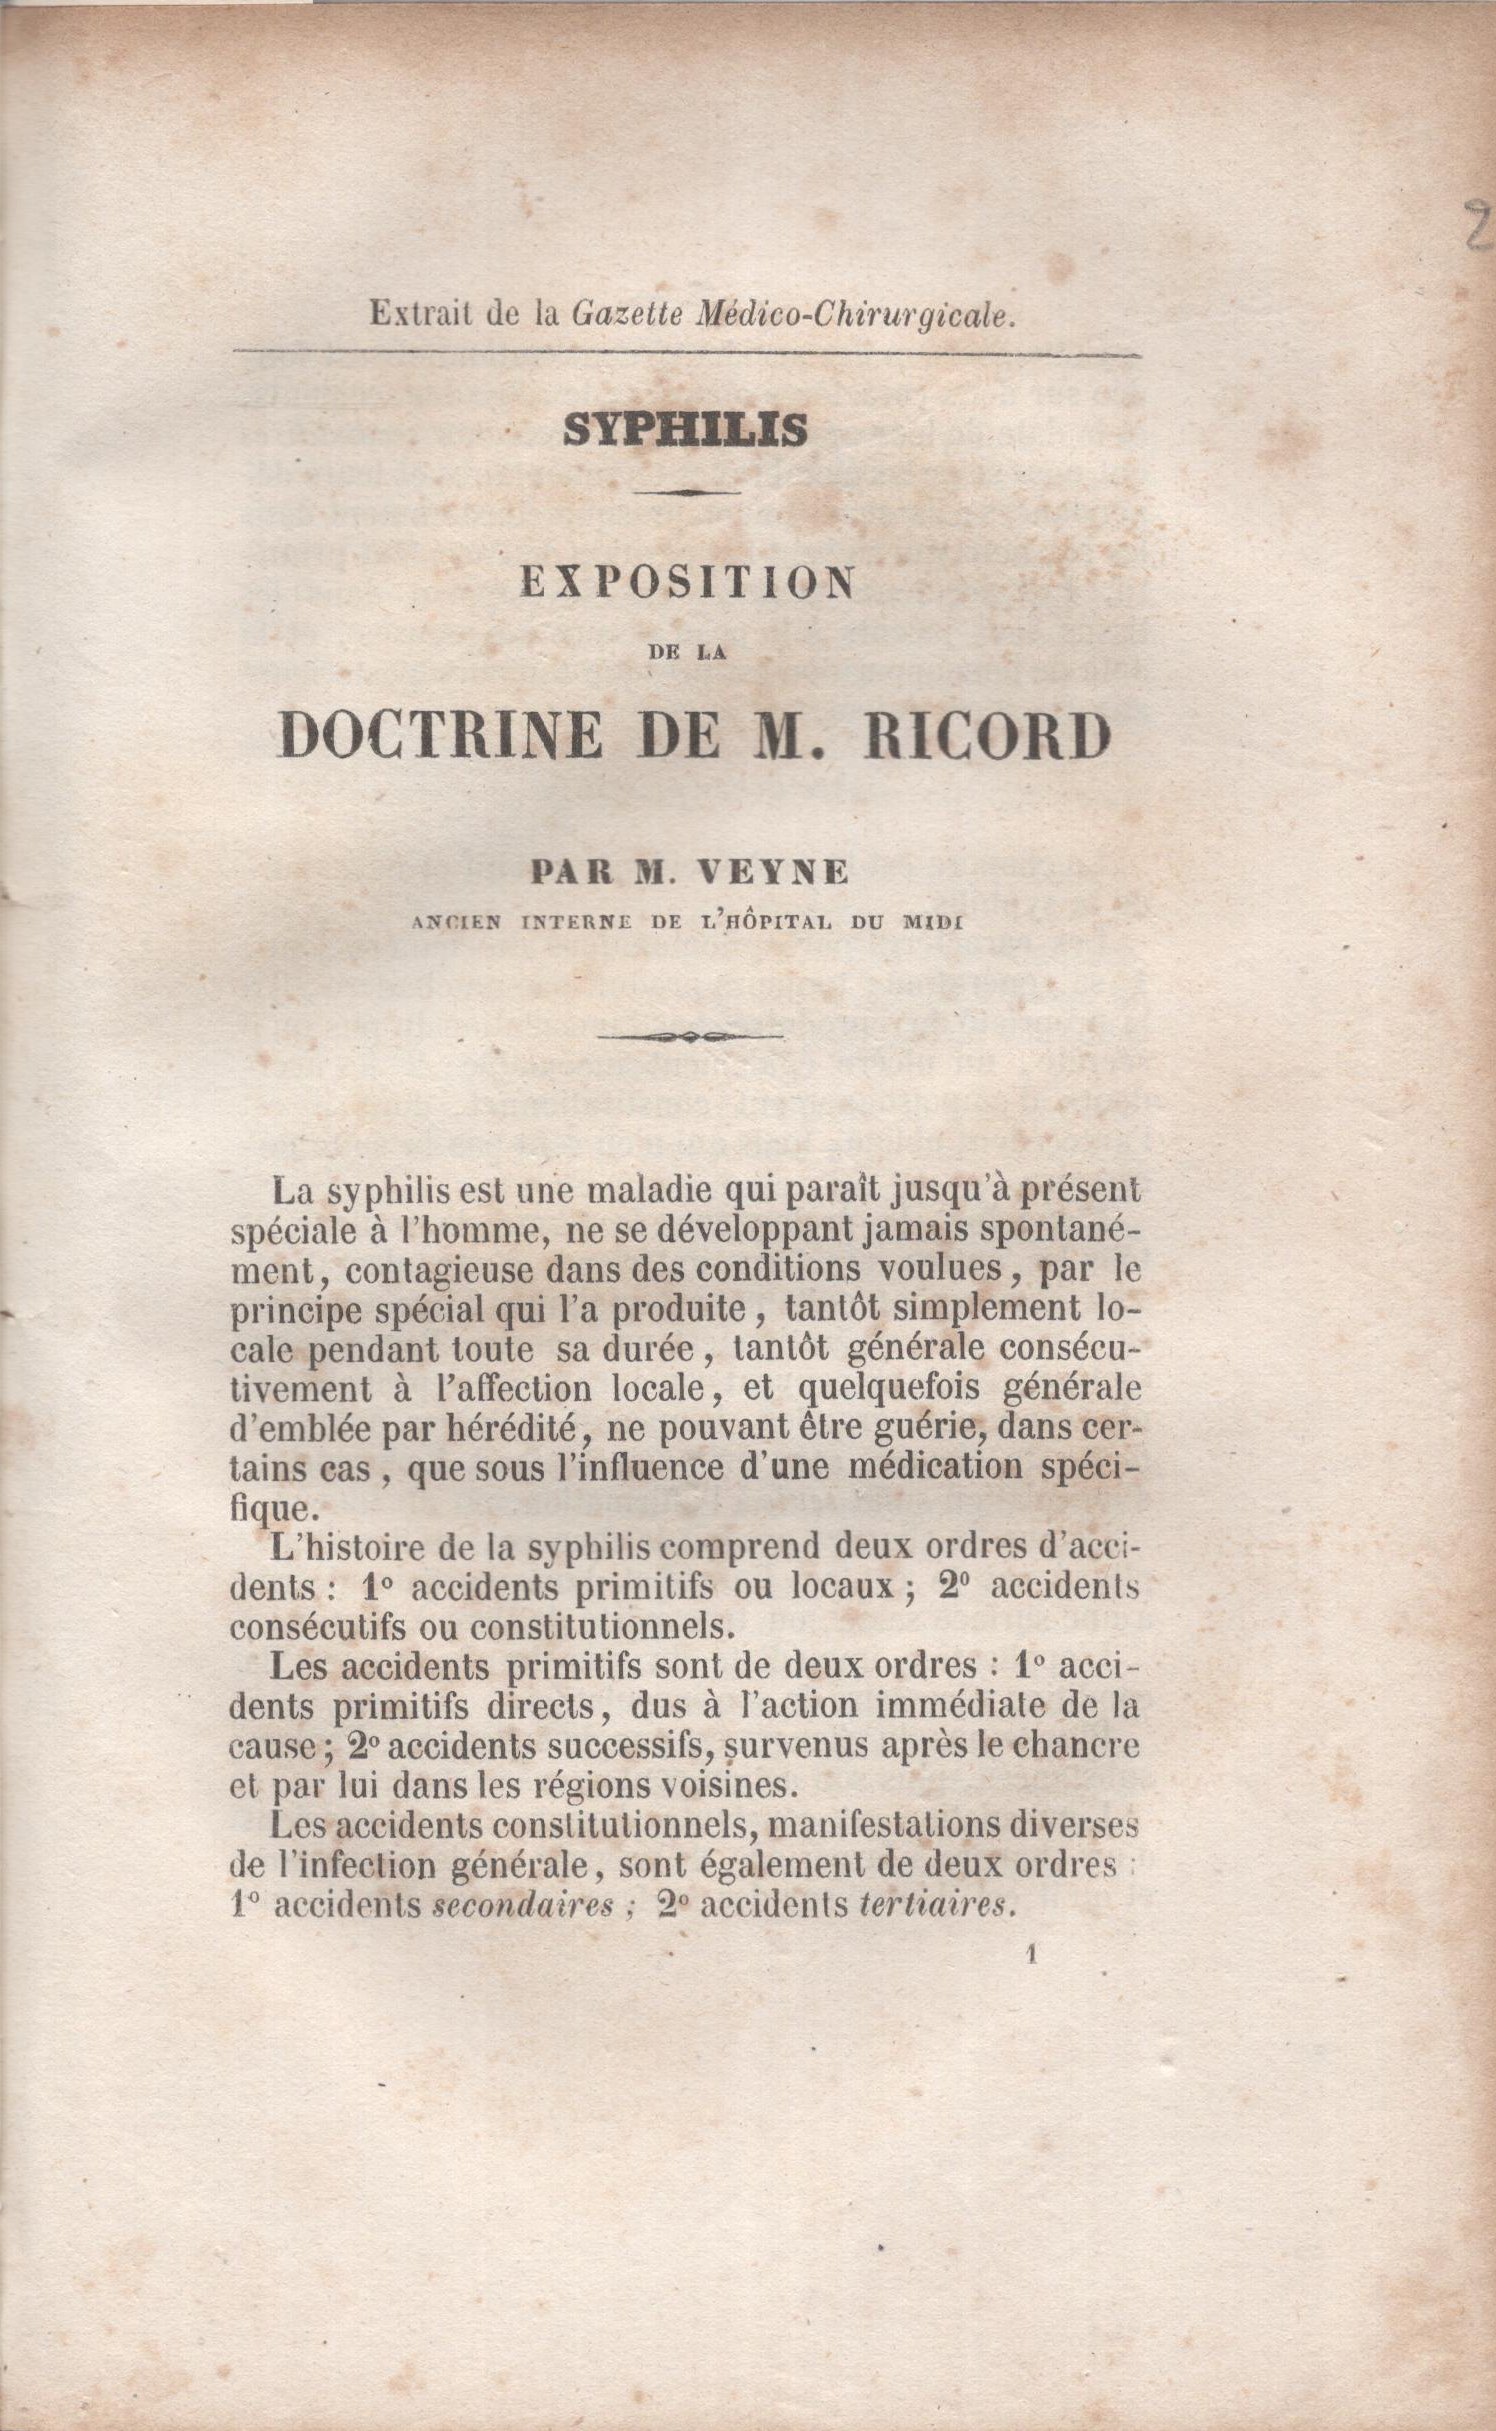 2
Extrait de la Gazette Médico-Chirurgicale.
SYPHILIS
EXPOSITION
DE LA
DOCTRINE DE M. RICORD
PAR M. VEYNE
ANCIEN INTERNE DE L'HÔPITAL DU MIDI
La syphilis est une maladie qui paraît jusqu'à présent
spéciale à l'homme, ne se développant jamais spontané-
ment, contagieuse dans des conditions voulues, par le
principe spécial qui l'a produite, tantôt simplement lo-
cale pendant toute sa durée, tantôt générale consécu-
tivement à l'affection locale, et quelquefois générale
d'emblée par hérédité, ne pouvant être guérie, dans cer-
tains cas, que sous l'influence d'une médication spéci-
fique.
L'histoire de la syphilis comprend deux ordres d'acci-
dents : 1º accidents primitifs ou locaux ; 2º accidents
consécutifs ou constitutionnels.
Les accidents primitifs sont de deux ordres : 1º acci-
dents primitifs directs, dus à l'action immédiate de la
cause ; 2º accidents successifs, survenus après le chancre
et par lui dans les régions voisines.
Les accidents constitutionnels, manifestations diverses
de l'infection générale, sont également de deux ordres :
1º accidents secondaires ; 2º accidents tertiaires.
1